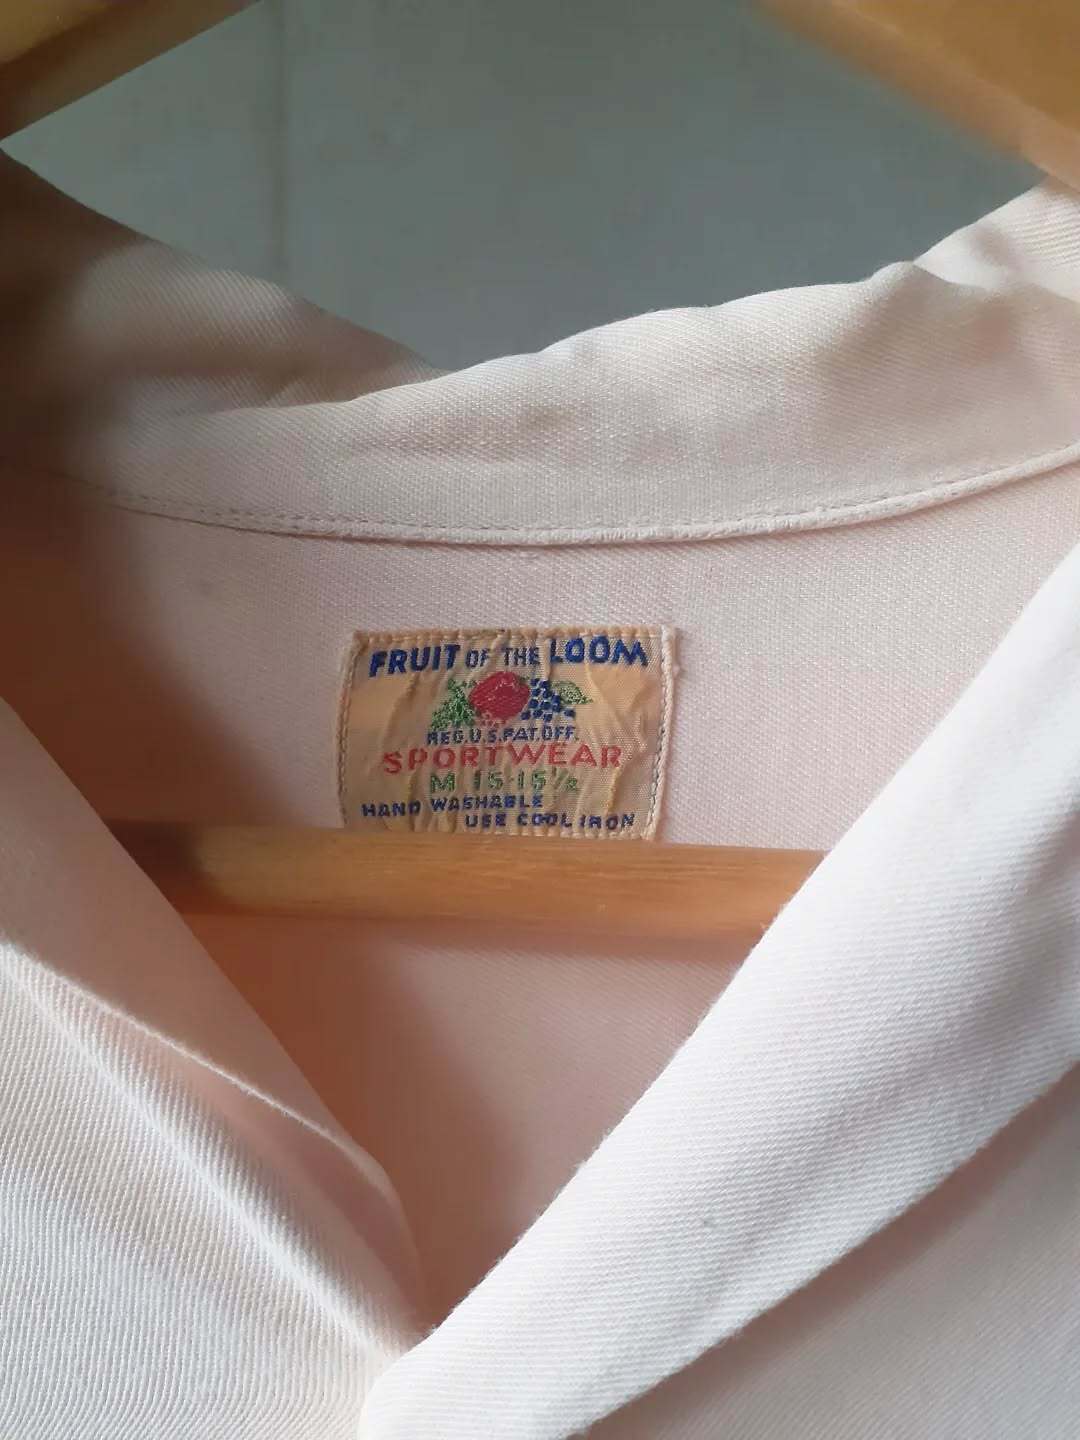 FRUIT OF THE LOOM
REG.U.S.PAT.OFF.
SPORTWEAR
M 15-15½
HAND WASHABLE
USE COOL IRON